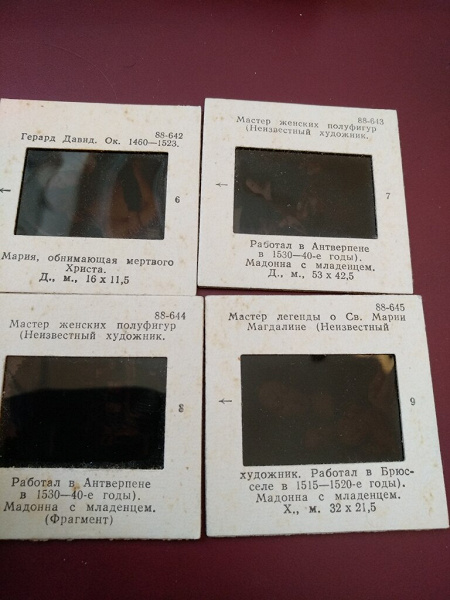 88-642
Герард Давид. Ок. 1460—1523.
←
6
Мария, обнимающая мертвого
Христа.
Д., м., 16 х 11,5
88-643
Мастер женских полуфигур
(Неизвестный художник.
←
7
Работал в Антверпене
в 1530—40-е годы).
Мадонна с младенцем.
Д., м., 53 х 42,5
88-644
Мастер женских полуфигур
(Неизвестный художник.
8
Работал в Антверпене
в 1530—40-е годы).
Мадонна с младенцем.
(Фрагмент)
88-645
Мастер легенды о Св. Марии
Магдалине (Неизвестный
←
9
художник. Работал в Брюс-
селе в 1515—1520-е годы).
Мадонна с младенцем.
Х., м. 32 х 21,5